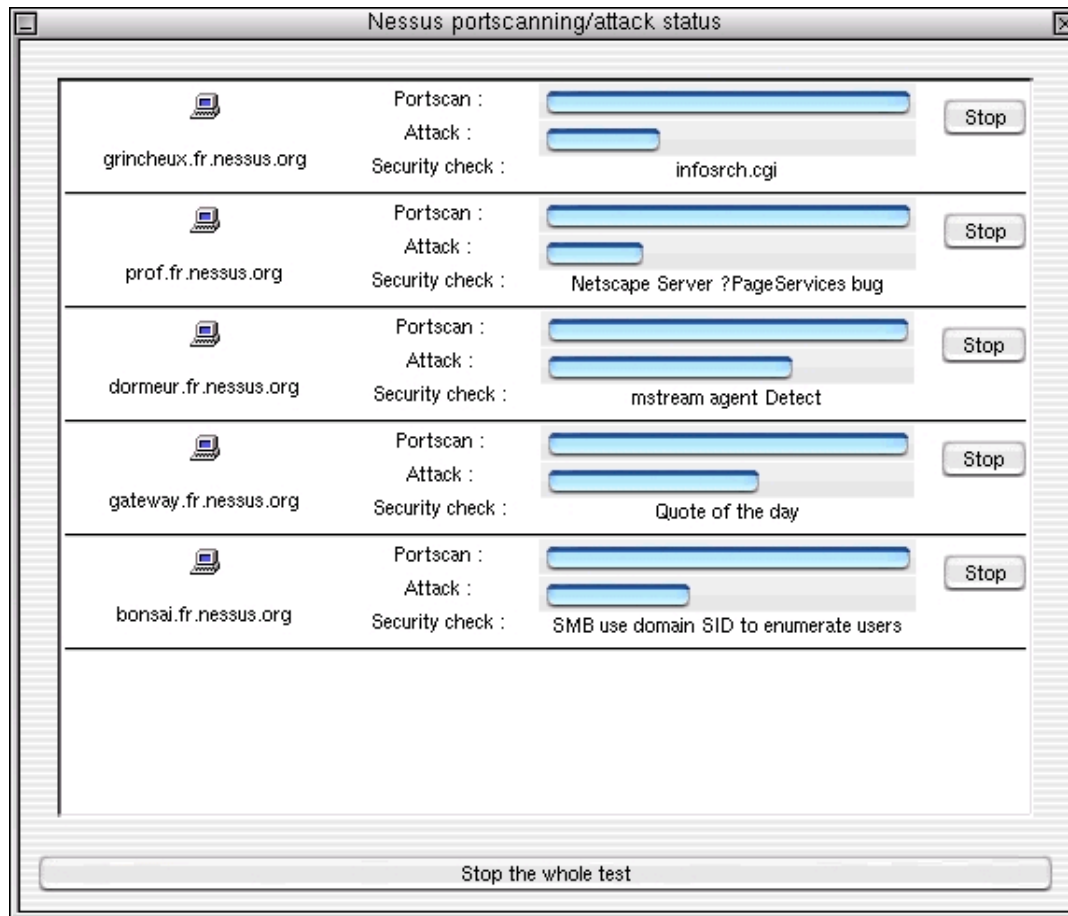 Nessus portscanning/attack status
Portscan :
Stop
Attack :
grincheux.fr.nessus.org
Security check :
infosrch.cgi
Portscan :
Stop
Attack :
prof.fr.nessus.org
Security check :
Netscape Server ?PageServices bug
Portscan :
Stop
Attack :
dormeur.fr.nessus.org
Security check :
mstream agent Detect
Portscan :
Stop
Attack :
gateway.fr.nessus.org
Security check :
Quote of the day
Portscan :
Stop
Attack :
bonsai.fr.nessus.org
Security check :
SMB use domain SID to enumerate users
Stop the whole test